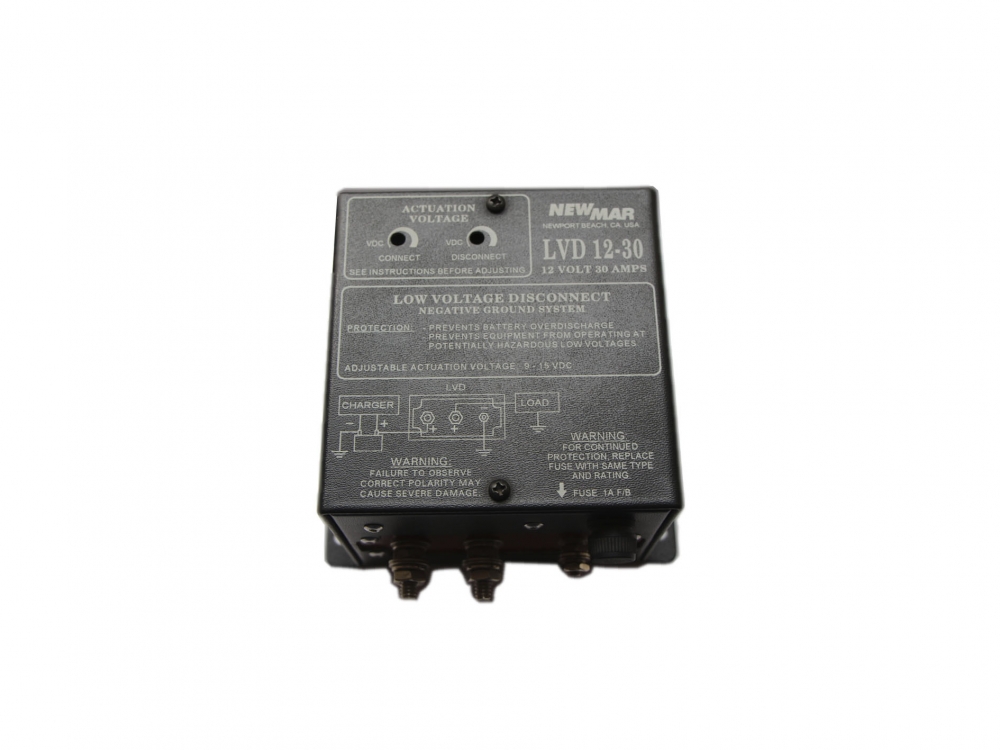 ACTUATION
VOLTAGE
VDC
CONNECT
VDC
DISCONNECT
SEE INSTRUCTIONS BEFORE ADJUSTING
NEWMAR
NEWPORT BEACH, CA. USA
LVD 12-30
12 VOLT 30 AMPS
LOW VOLTAGE DISCONNECT
NEGATIVE GROUND SYSTEM
PROTECTION: - PREVENTS BATTERY OVERDISCHARGE
- PREVENTS EQUIPMENT FROM OPERATING AT
POTENTIALLY HAZARDOUS LOW VOLTAGES
ADJUSTABLE ACTUATION VOLTAGE: 9 - 15 VDC
LVD
CHARGER
LOAD
- +
+ + -
WARNING:
FAILURE TO OBSERVE
CORRECT POLARITY MAY
CAUSE SEVERE DAMAGE.
WARNING:
FOR CONTINUED
PROTECTION, REPLACE
FUSE WITH SAME TYPE
AND RATING.
FUSE 1A F/B